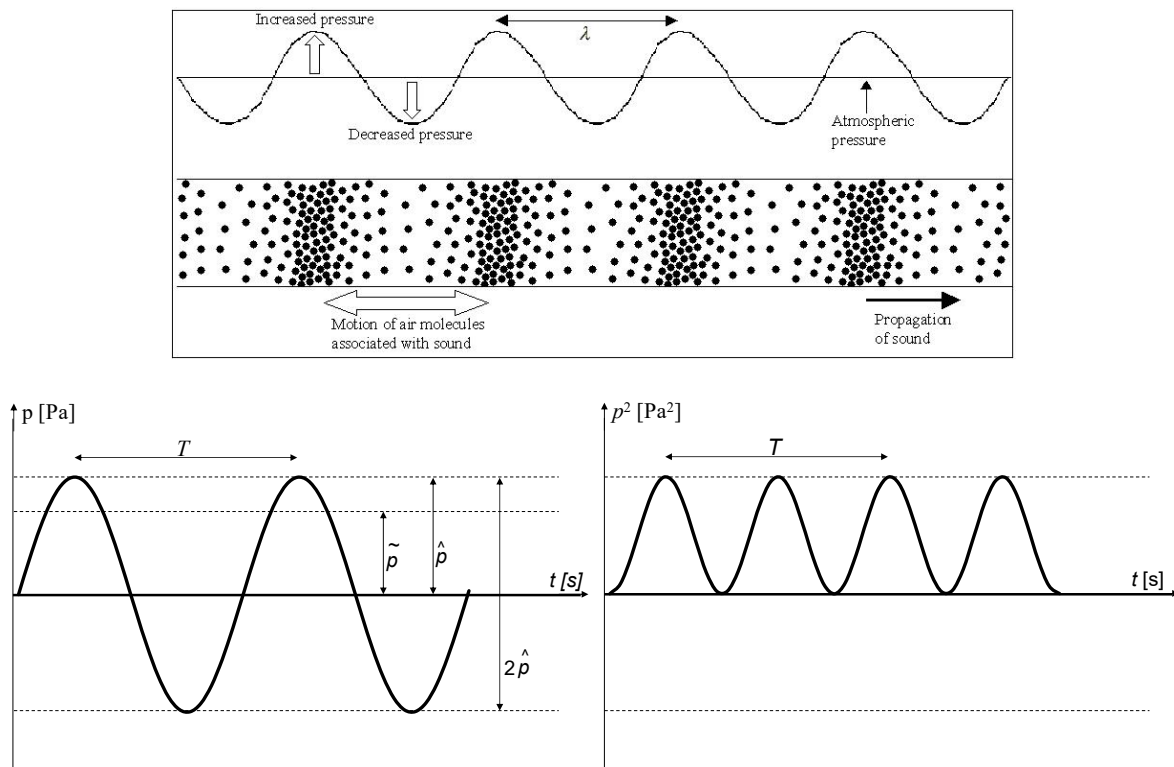 Increased pressure
λ
Decreased pressure
Atmospheric
pressure
Motion of air molecules
associated with sound
Propagation
of sound
p [Pa]
T
p̃
p̂
2p̂
t [s]
p² [Pa²]
T
t [s]